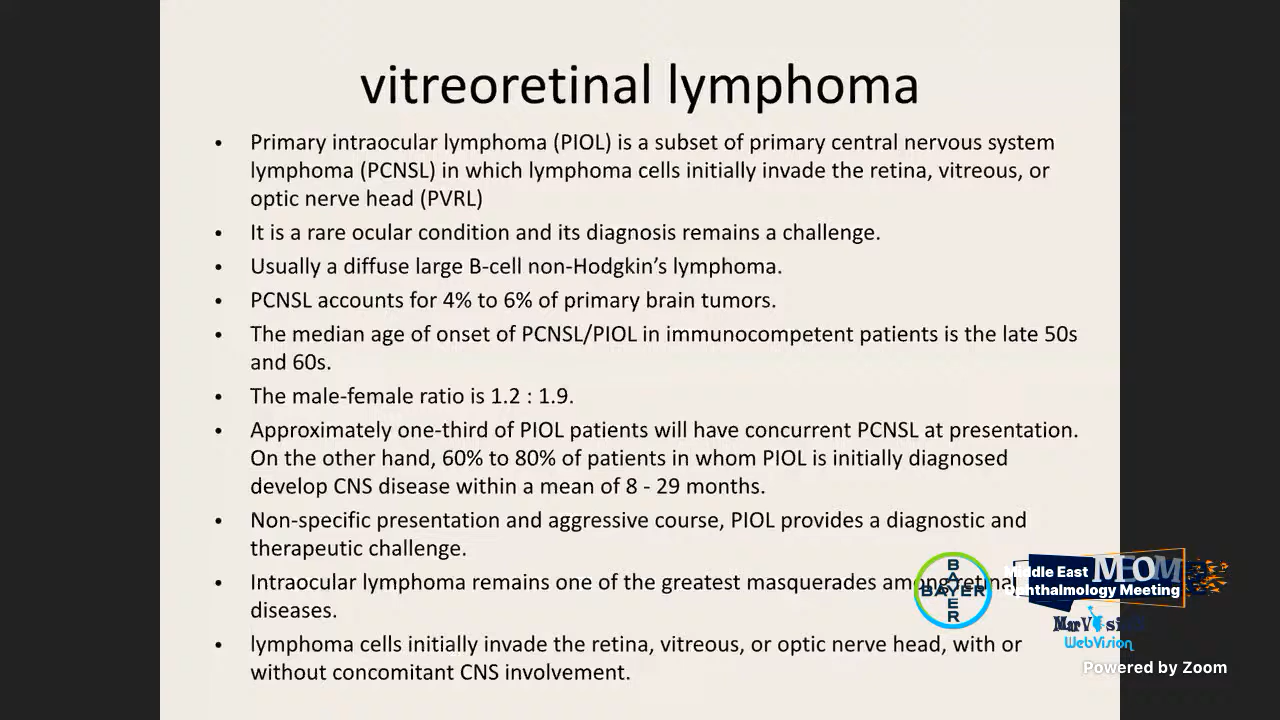 vitreoretinal lymphoma
• Primary intraocular lymphoma (PIOL) is a subset of primary central nervous system
lymphoma (PCNSL) in which lymphoma cells initially invade the retina, vitreous, or
optic nerve head (PVRL)
• It is a rare ocular condition and its diagnosis remains a challenge.
• Usually a diffuse large B-cell non-Hodgkin’s lymphoma.
• PCNSL accounts for 4% to 6% of primary brain tumors.
• The median age of onset of PCNSL/PIOL in immunocompetent patients is the late 50s
and 60s.
• The male-female ratio is 1.2 : 1.9.
• Approximately one-third of PIOL patients will have concurrent PCNSL at presentation.
On the other hand, 60% to 80% of patients in whom PIOL is initially diagnosed
develop CNS disease within a mean of 8 - 29 months.
• Non-specific presentation and aggressive course, PIOL provides a diagnostic and
therapeutic challenge.
• Intraocular lymphoma remains one of the greatest masquerades among retinal
diseases.
• lymphoma cells initially invade the retina, vitreous, or optic nerve head, with or
without concomitant CNS involvement.
BAYER
BAYER
Middle East
Ophthalmology Meeting
MEOM
MarVision
WebVision
Powered by Zoom